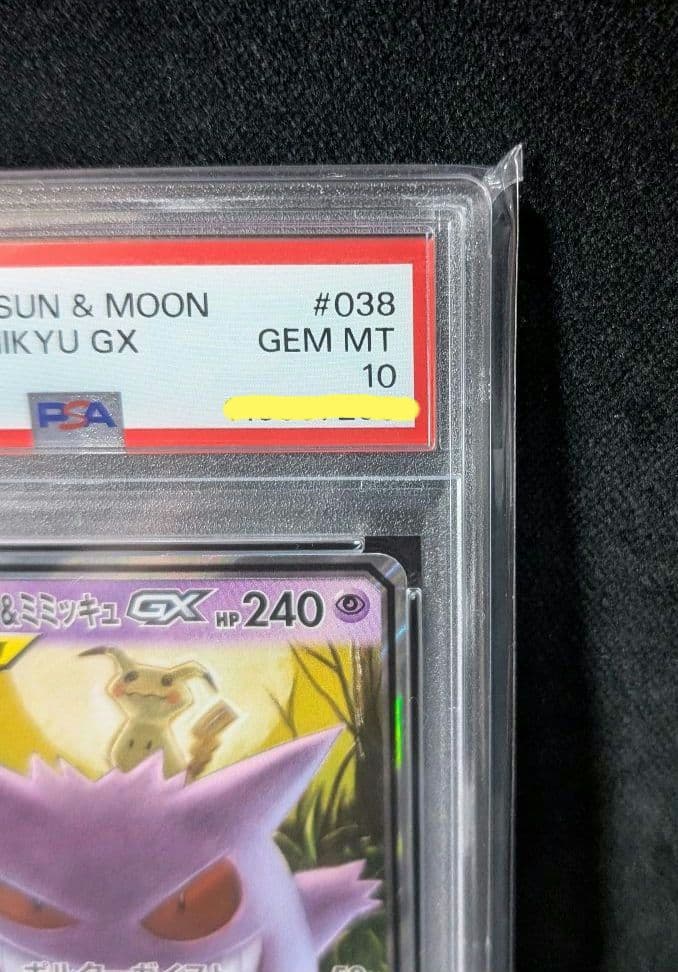 SUN & MOON #038
IKYU GX GEM MT
10
PSA
&ミミッキュ GX HP 240